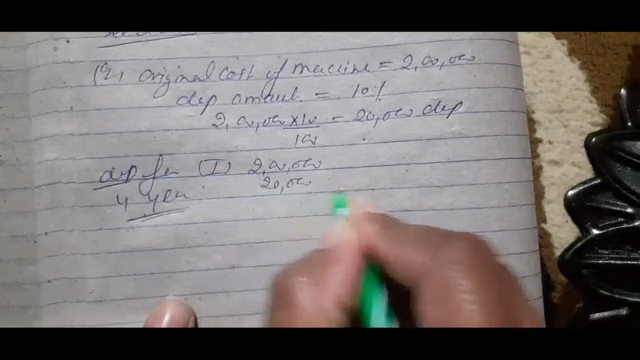 (Q) original cost of machine = 2,00,000
dep amount = 10%
2,00,000 x 10 = 20,000 dep
100
dep for (I) 2,00,000
4 year 20,000